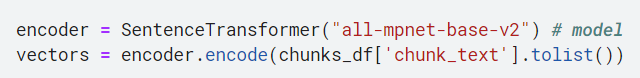 encoder = SentenceTransformer("all-mpnet-base-v2") # model
vectors = encoder.encode(chunks_df['chunk_text'].tolist())